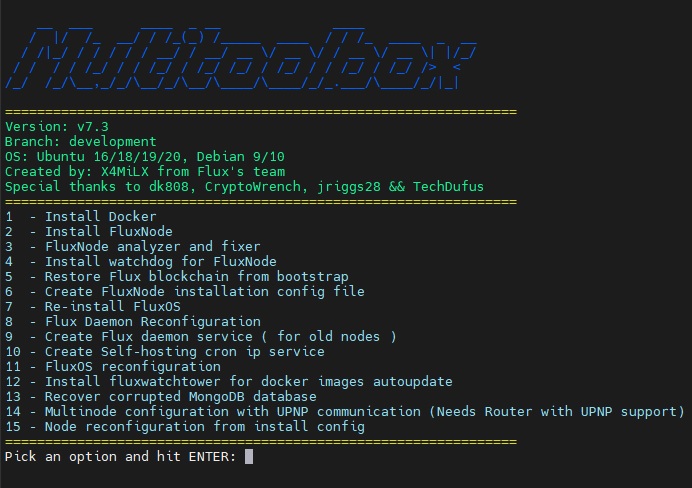 Multitoolbox
================================================================
Version: v7.3
Branch: development
OS: Ubuntu 16/18/19/20, Debian 9/10
Created by: X4MiLX from Flux's team
Special thanks to dk808, CryptoWrench, jriggs28 && TechDufus
================================================================
1  - Install Docker
2  - Install FluxNode
3  - FluxNode analyzer and fixer
4  - Install watchdog for FluxNode
5  - Restore Flux blockchain from bootstrap
6  - Create FluxNode installation config file
7  - Re-install FluxOS
8  - Flux Daemon Reconfiguration
9  - Create Flux daemon service ( for old nodes )
10 - Create Self-hosting cron ip service
11 - FluxOS reconfiguration
12 - Install fluxwatchtower for docker images autoupdate
13 - Recover corrupted MongoDB database
14 - Multinode configuration with UPNP communication (Needs Router with UPNP support)
15 - Node reconfiguration from install config
================================================================
Pick an option and hit ENTER: